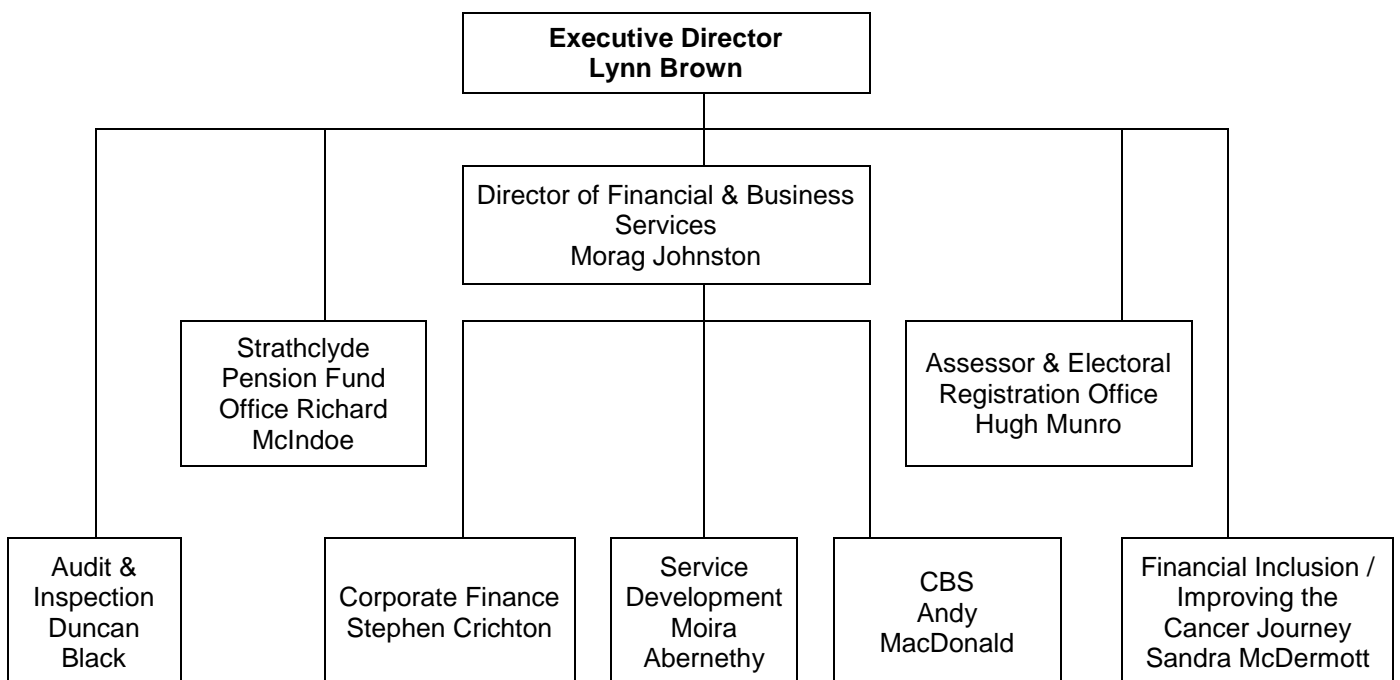 Executive Director
Lynn Brown
Director of Financial & Business
Services
Morag Johnston
Strathclyde
Pension Fund
Office Richard
McIndoe
Assessor & Electoral
Registration Office
Hugh Munro
Audit &
Inspection
Duncan
Black
Corporate Finance
Stephen Crichton
Service
Development
Moira
Abernethy
CBS
Andy
MacDonald
Financial Inclusion /
Improving the
Cancer Journey
Sandra McDermott